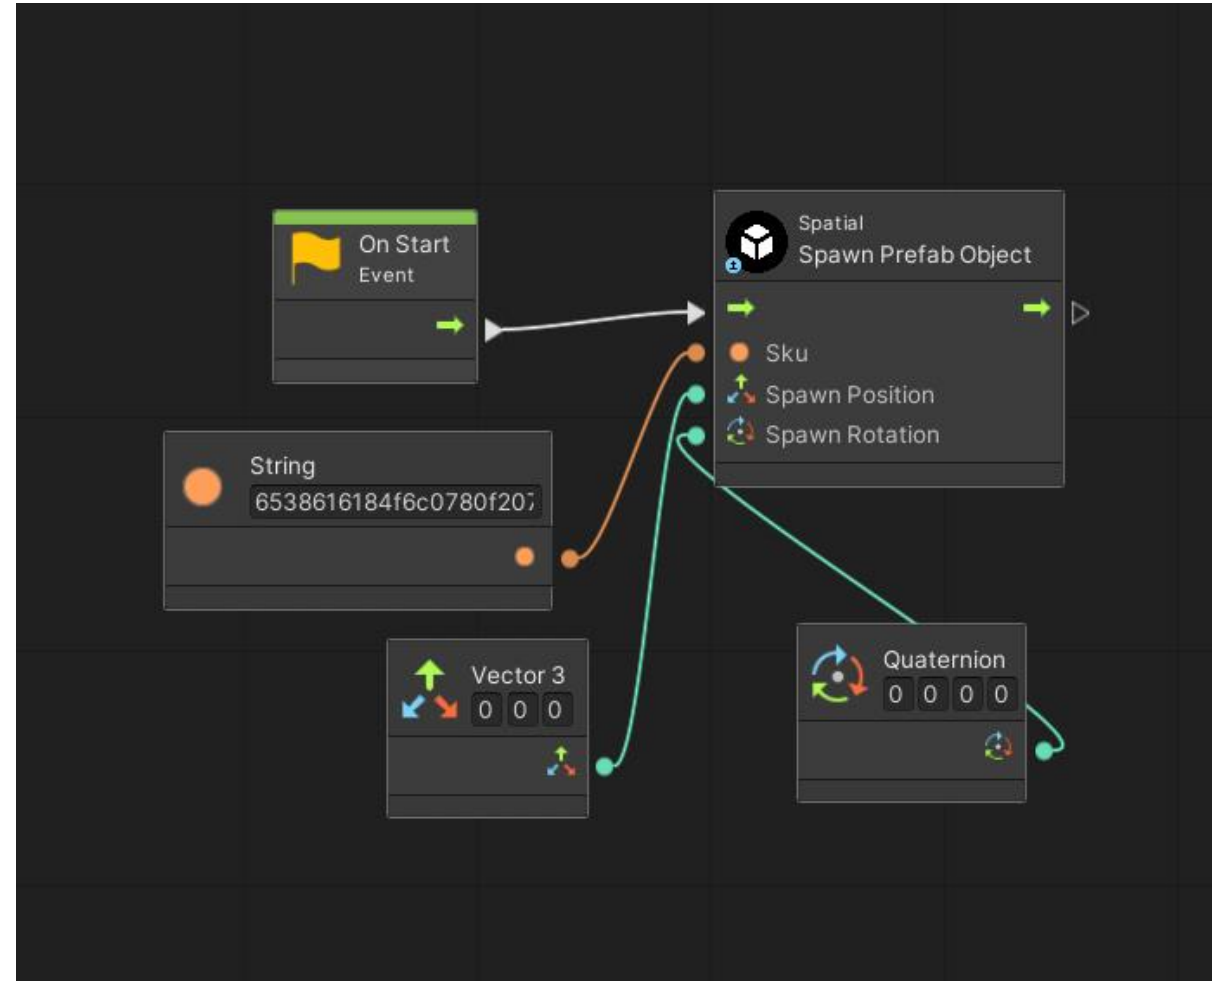 On Start
Event
Spatial
Spawn Prefab Object
Sku
Spawn Position
Spawn Rotation
String
6538616184f6c0780f207
Vector 3
0 0 0
Quaternion
0 0 0 0